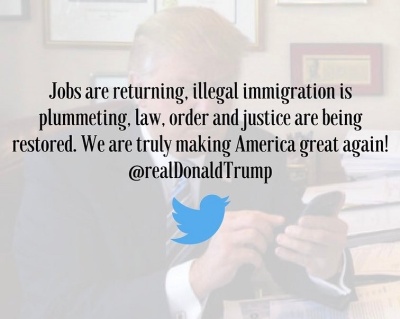 Jobs are returning, illegal immigration is
plummeting, law, order and justice are being
restored. We are truly making America great again!
@realDonaldTrump